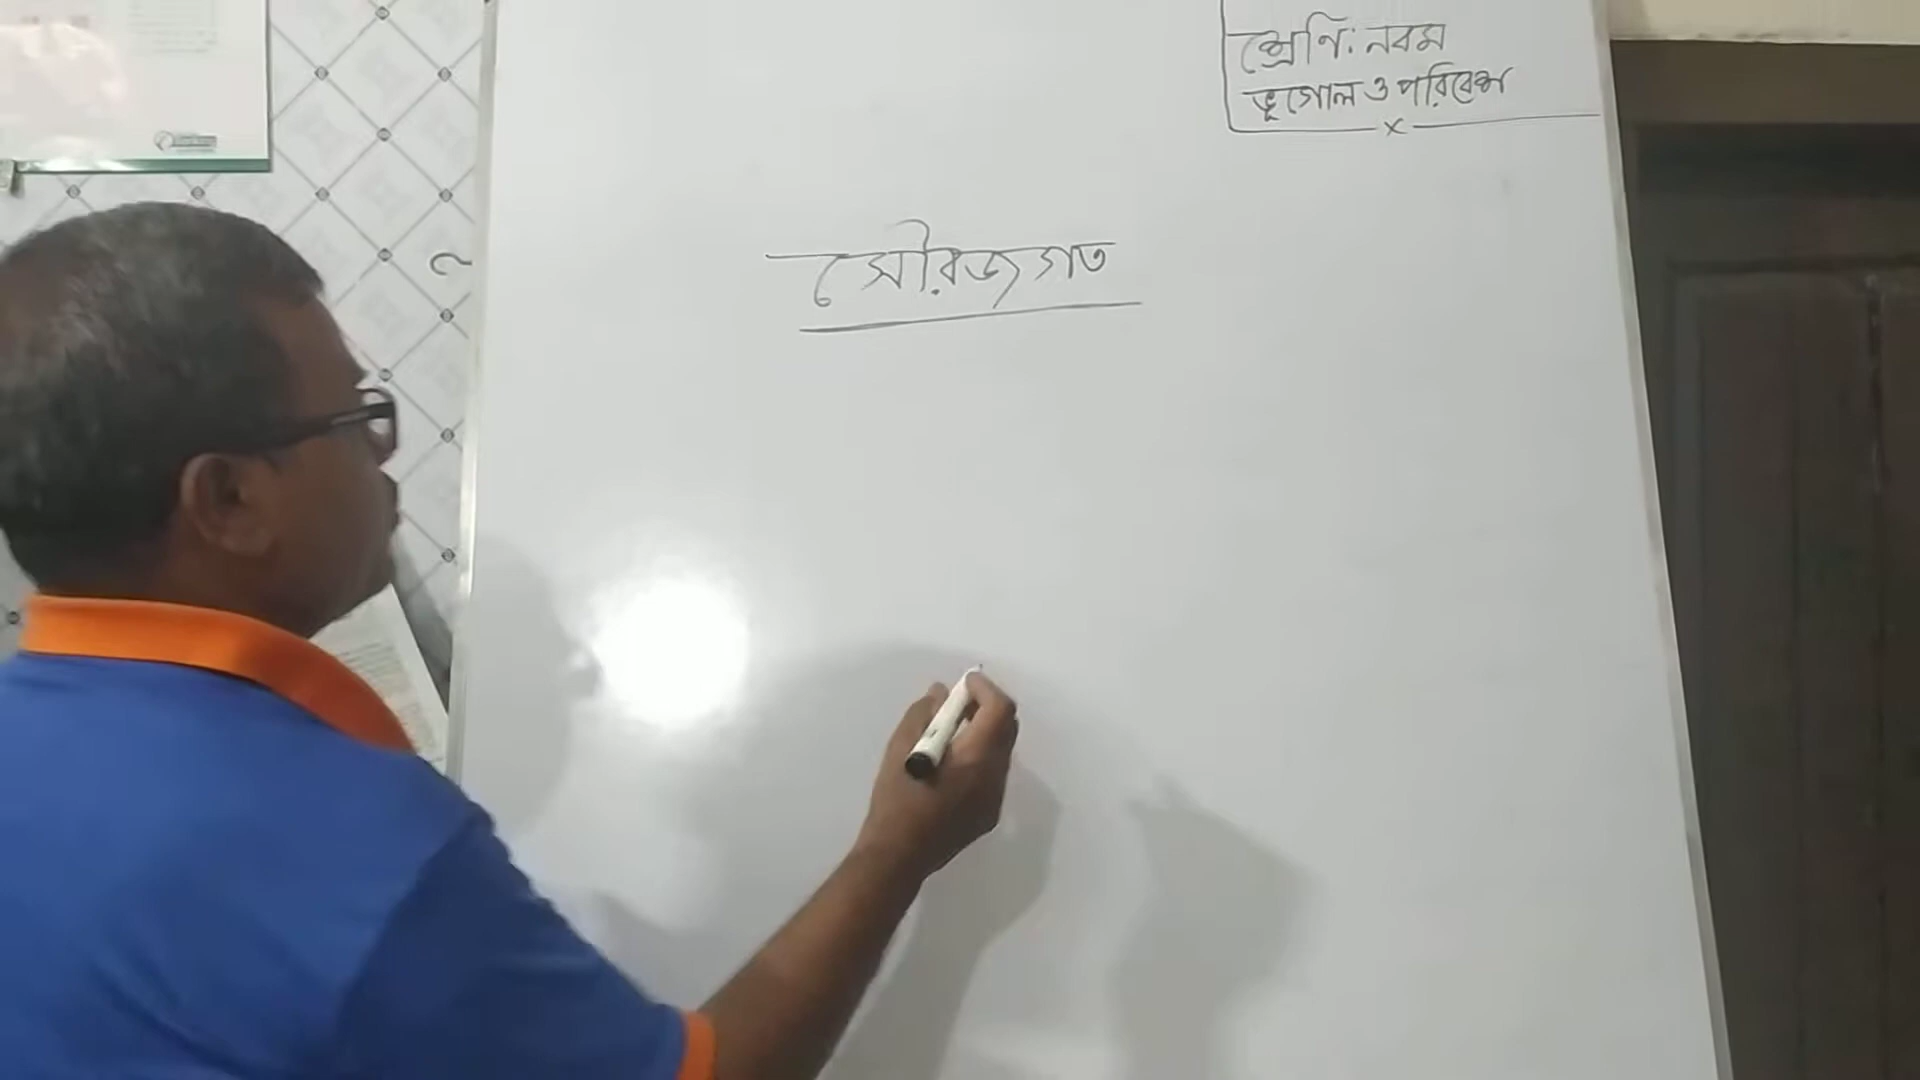 শ্রেণি: নবম
ভূগোল ও পরিবেশ
সৌরজগত